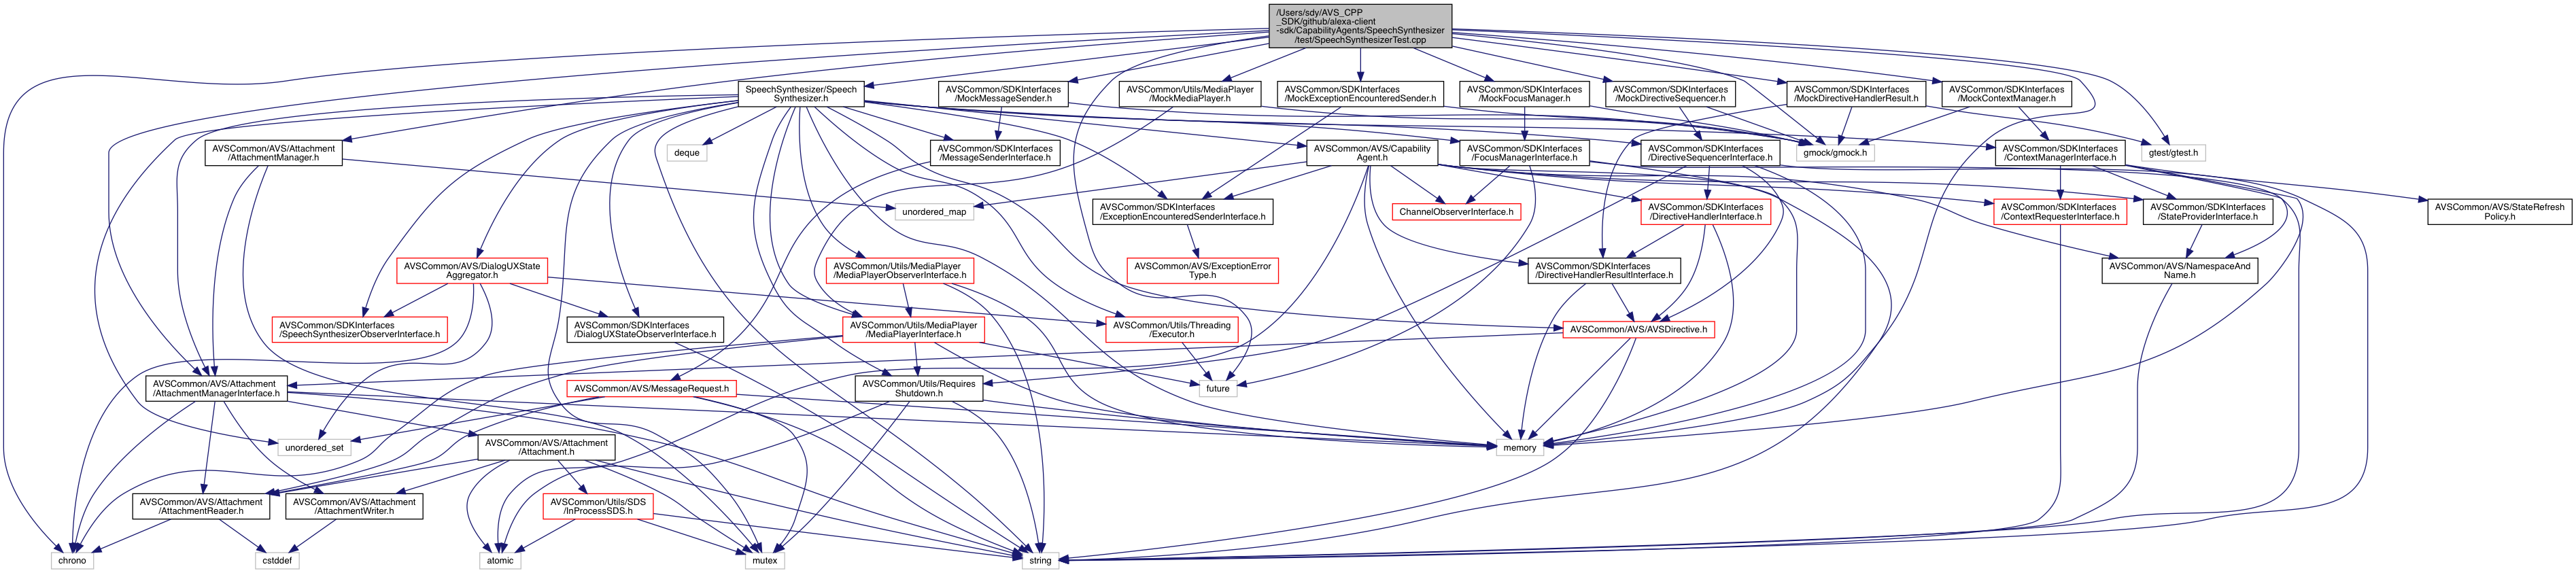 /Users/sdy/AVS_CPP
_SDK/github/alexa-client
-sdk/CapabilityAgents/SpeechSynthesizer
/test/SpeechSynthesizerTest.cpp
SpeechSynthesizer/Speech
Synthesizer.h
AVSCommon/SDKInterfaces
/MockMessageSender.h
AVSCommon/Utils/MediaPlayer
/MockMediaPlayer.h
AVSCommon/SDKInterfaces
/MockExceptionEncounteredSender.h
AVSCommon/SDKInterfaces
/MockFocusManager.h
AVSCommon/SDKInterfaces
/MockDirectiveSequencer.h
AVSCommon/SDKInterfaces
/MockDirectiveHandlerResult.h
AVSCommon/SDKInterfaces
/MockContextManager.h
AVSCommon/AVS/Attachment
/AttachmentManager.h
deque
AVSCommon/SDKInterfaces
/MessageSenderInterface.h
AVSCommon/AVS/Capability
Agent.h
AVSCommon/SDKInterfaces
/FocusManagerInterface.h
AVSCommon/SDKInterfaces
/DirectiveSequencerInterface.h
gmock/gmock.h
AVSCommon/SDKInterfaces
/ContextManagerInterface.h
gtest/gtest.h
unordered_map
AVSCommon/SDKInterfaces
/ExceptionEncounteredSenderInterface.h
ChannelObserverInterface.h
AVSCommon/SDKInterfaces
/DirectiveHandlerInterface.h
AVSCommon/SDKInterfaces
/ContextRequesterInterface.h
AVSCommon/SDKInterfaces
/StateProviderInterface.h
AVSCommon/AVS/StateRefresh
Policy.h
AVSCommon/AVS/DialogUXState
Aggregator.h
AVSCommon/Utils/MediaPlayer
/MediaPlayerObserverInterface.h
AVSCommon/AVS/ExceptionError
Type.h
AVSCommon/SDKInterfaces
/DirectiveHandlerResultInterface.h
AVSCommon/AVS/NamespaceAnd
Name.h
AVSCommon/SDKInterfaces
/SpeechSynthesizerObserverInterface.h
AVSCommon/SDKInterfaces
/DialogUXStateObserverInterface.h
AVSCommon/Utils/MediaPlayer
/MediaPlayerInterface.h
AVSCommon/Utils/Threading
/Executor.h
AVSCommon/AVS/AVSDirective.h
AVSCommon/AVS/Attachment
/AttachmentManagerInterface.h
AVSCommon/AVS/MessageRequest.h
AVSCommon/Utils/Requires
Shutdown.h
future
unordered_set
AVSCommon/AVS/Attachment
/Attachment.h
memory
AVSCommon/AVS/Attachment
/AttachmentReader.h
AVSCommon/AVS/Attachment
/AttachmentWriter.h
AVSCommon/Utils/SDS
/InProcessSDS.h
chrono
cstddef
atomic
mutex
string